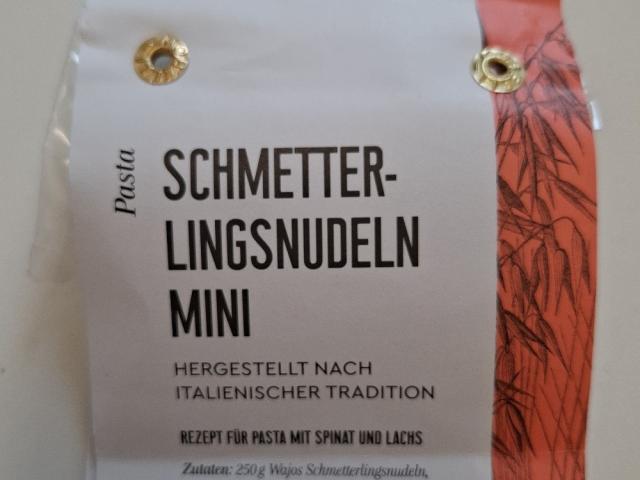 Pasta
SCHMETTER-
LINGSNUDELN
MINI
HERGESTELLT NACH
ITALIENISCHER TRADITION
REZEPT FÜR PASTA MIT SPINAT UND LACHS
Zutaten: 250 g Wajos Schmetterlingsnudeln,